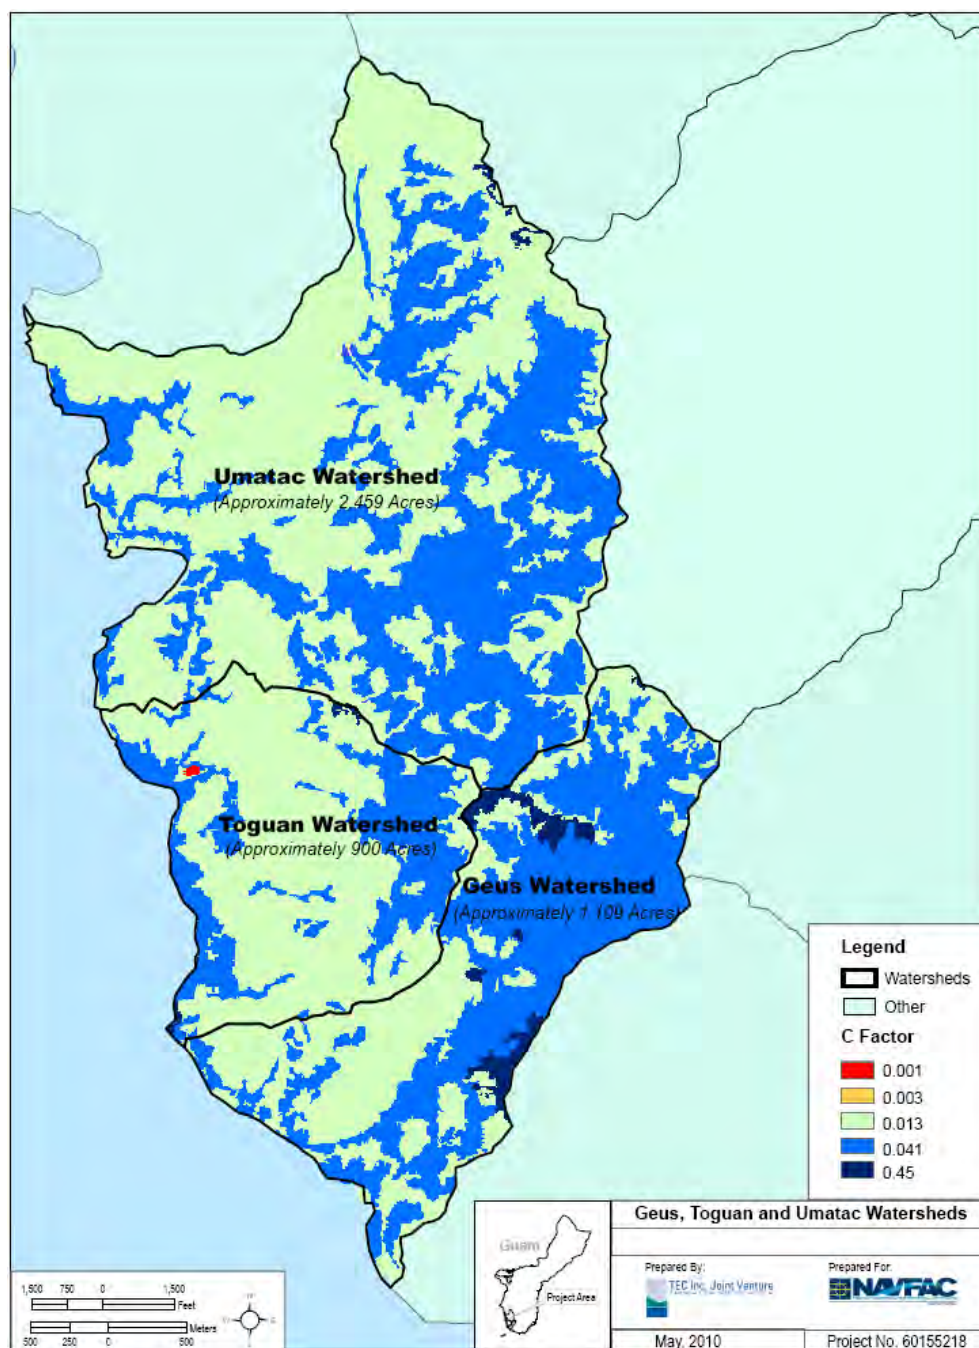 Umatac Watershed
(Approximately 2,459 Acres)
Toguan Watershed
(Approximately 900 Acres)
Geus Watershed
(Approximately 1,109 Acres)
Legend
Watersheds
Other
C Factor
0.001
0.003
0.013
0.041
0.45
Guam
Project Area
Geus, Toguan and Umatac Watersheds
Prepared By:
TEC Inc. Joint Venture
Prepared For:
NAVFAC
May, 2010
Project No. 60155218
1,500 750 0 1,500
Feet
Meters
500 250 0 500